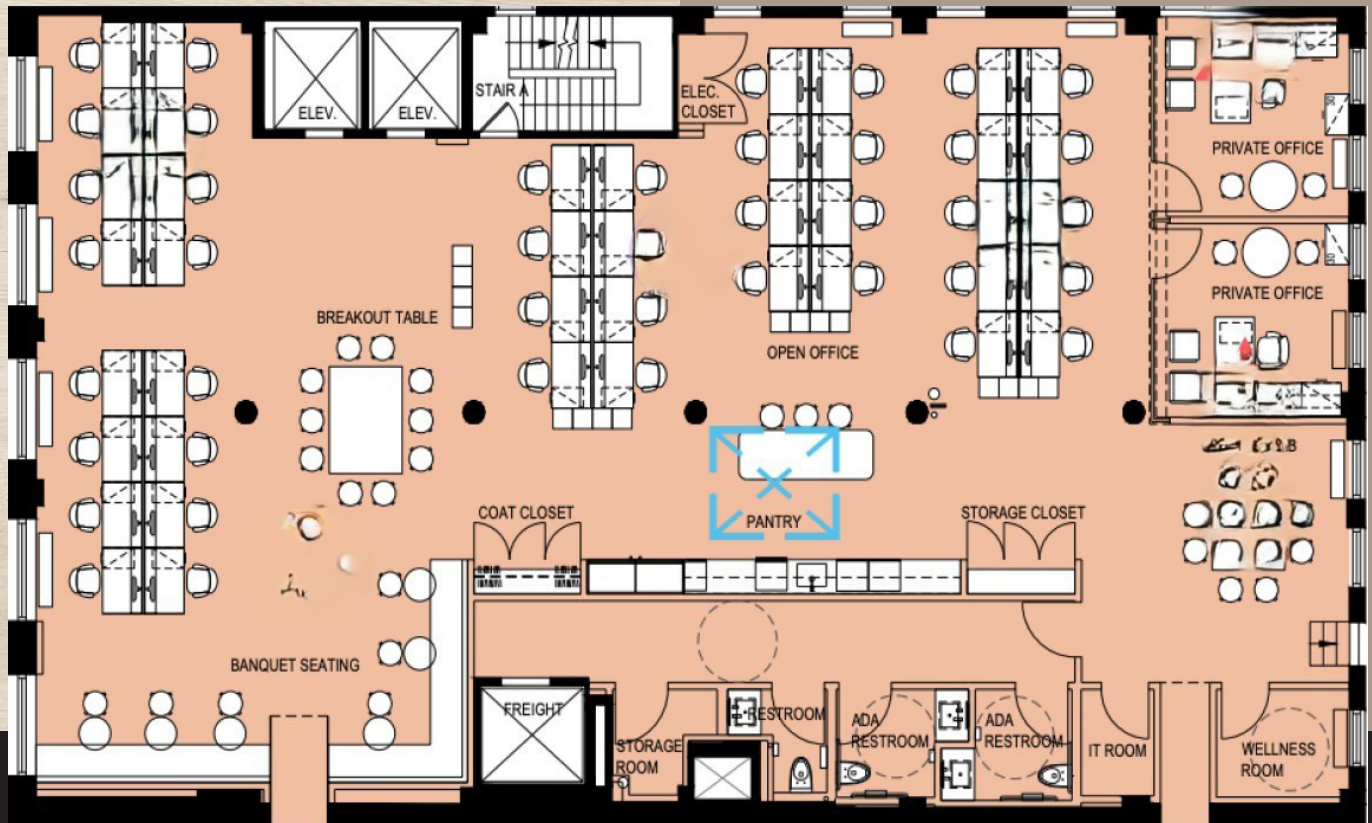 ELEV.
ELEV.
STAIR A
ELEC.
CLOSET
PRIVATE OFFICE
PRIVATE OFFICE
BREAKOUT TABLE
OPEN OFFICE
COAT CLOSET
PANTRY
STORAGE CLOSET
BANQUET SEATING
FREIGHT
STORAGE
ROOM
RESTROOM
ADA
RESTROOM
ADA
RESTROOM
IT ROOM
WELLNESS
ROOM